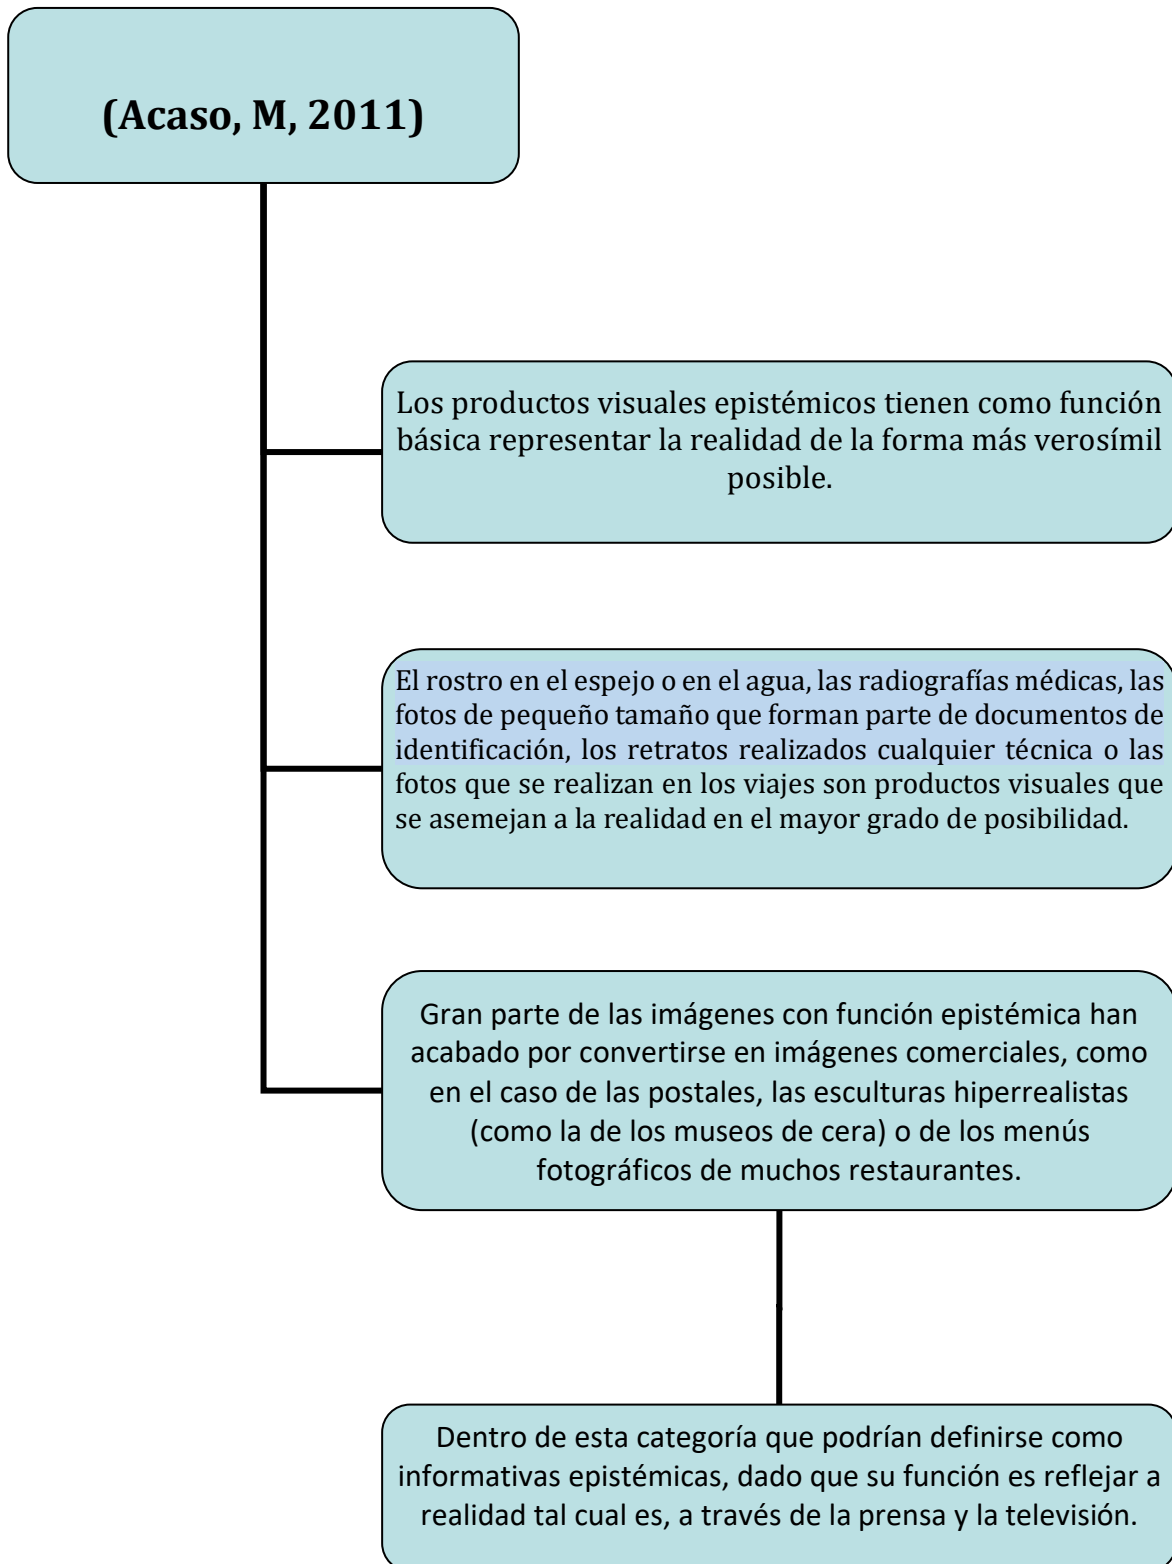 (Acaso, M, 2011)
Los productos visuales epistémicos tienen como función
básica representar la realidad de la forma más verosímil
posible.
El rostro en el espejo o en el agua, las radiografías médicas, las
fotos de pequeño tamaño que forman parte de documentos de
identificación, los retratos realizados cualquier técnica o las
fotos que se realizan en los viajes son productos visuales que
se asemejan a la realidad en el mayor grado de posibilidad.
Gran parte de las imágenes con función epistémica han
acabado por convertirse en imágenes comerciales, como
en el caso de las postales, las esculturas hiperrealistas
(como la de los museos de cera) o de los menús
fotográficos de muchos restaurantes.
Dentro de esta categoría que podrían definirse como
informativas epistémicas, dado que su función es reflejar a
realidad tal cual es, a través de la prensa y la televisión.